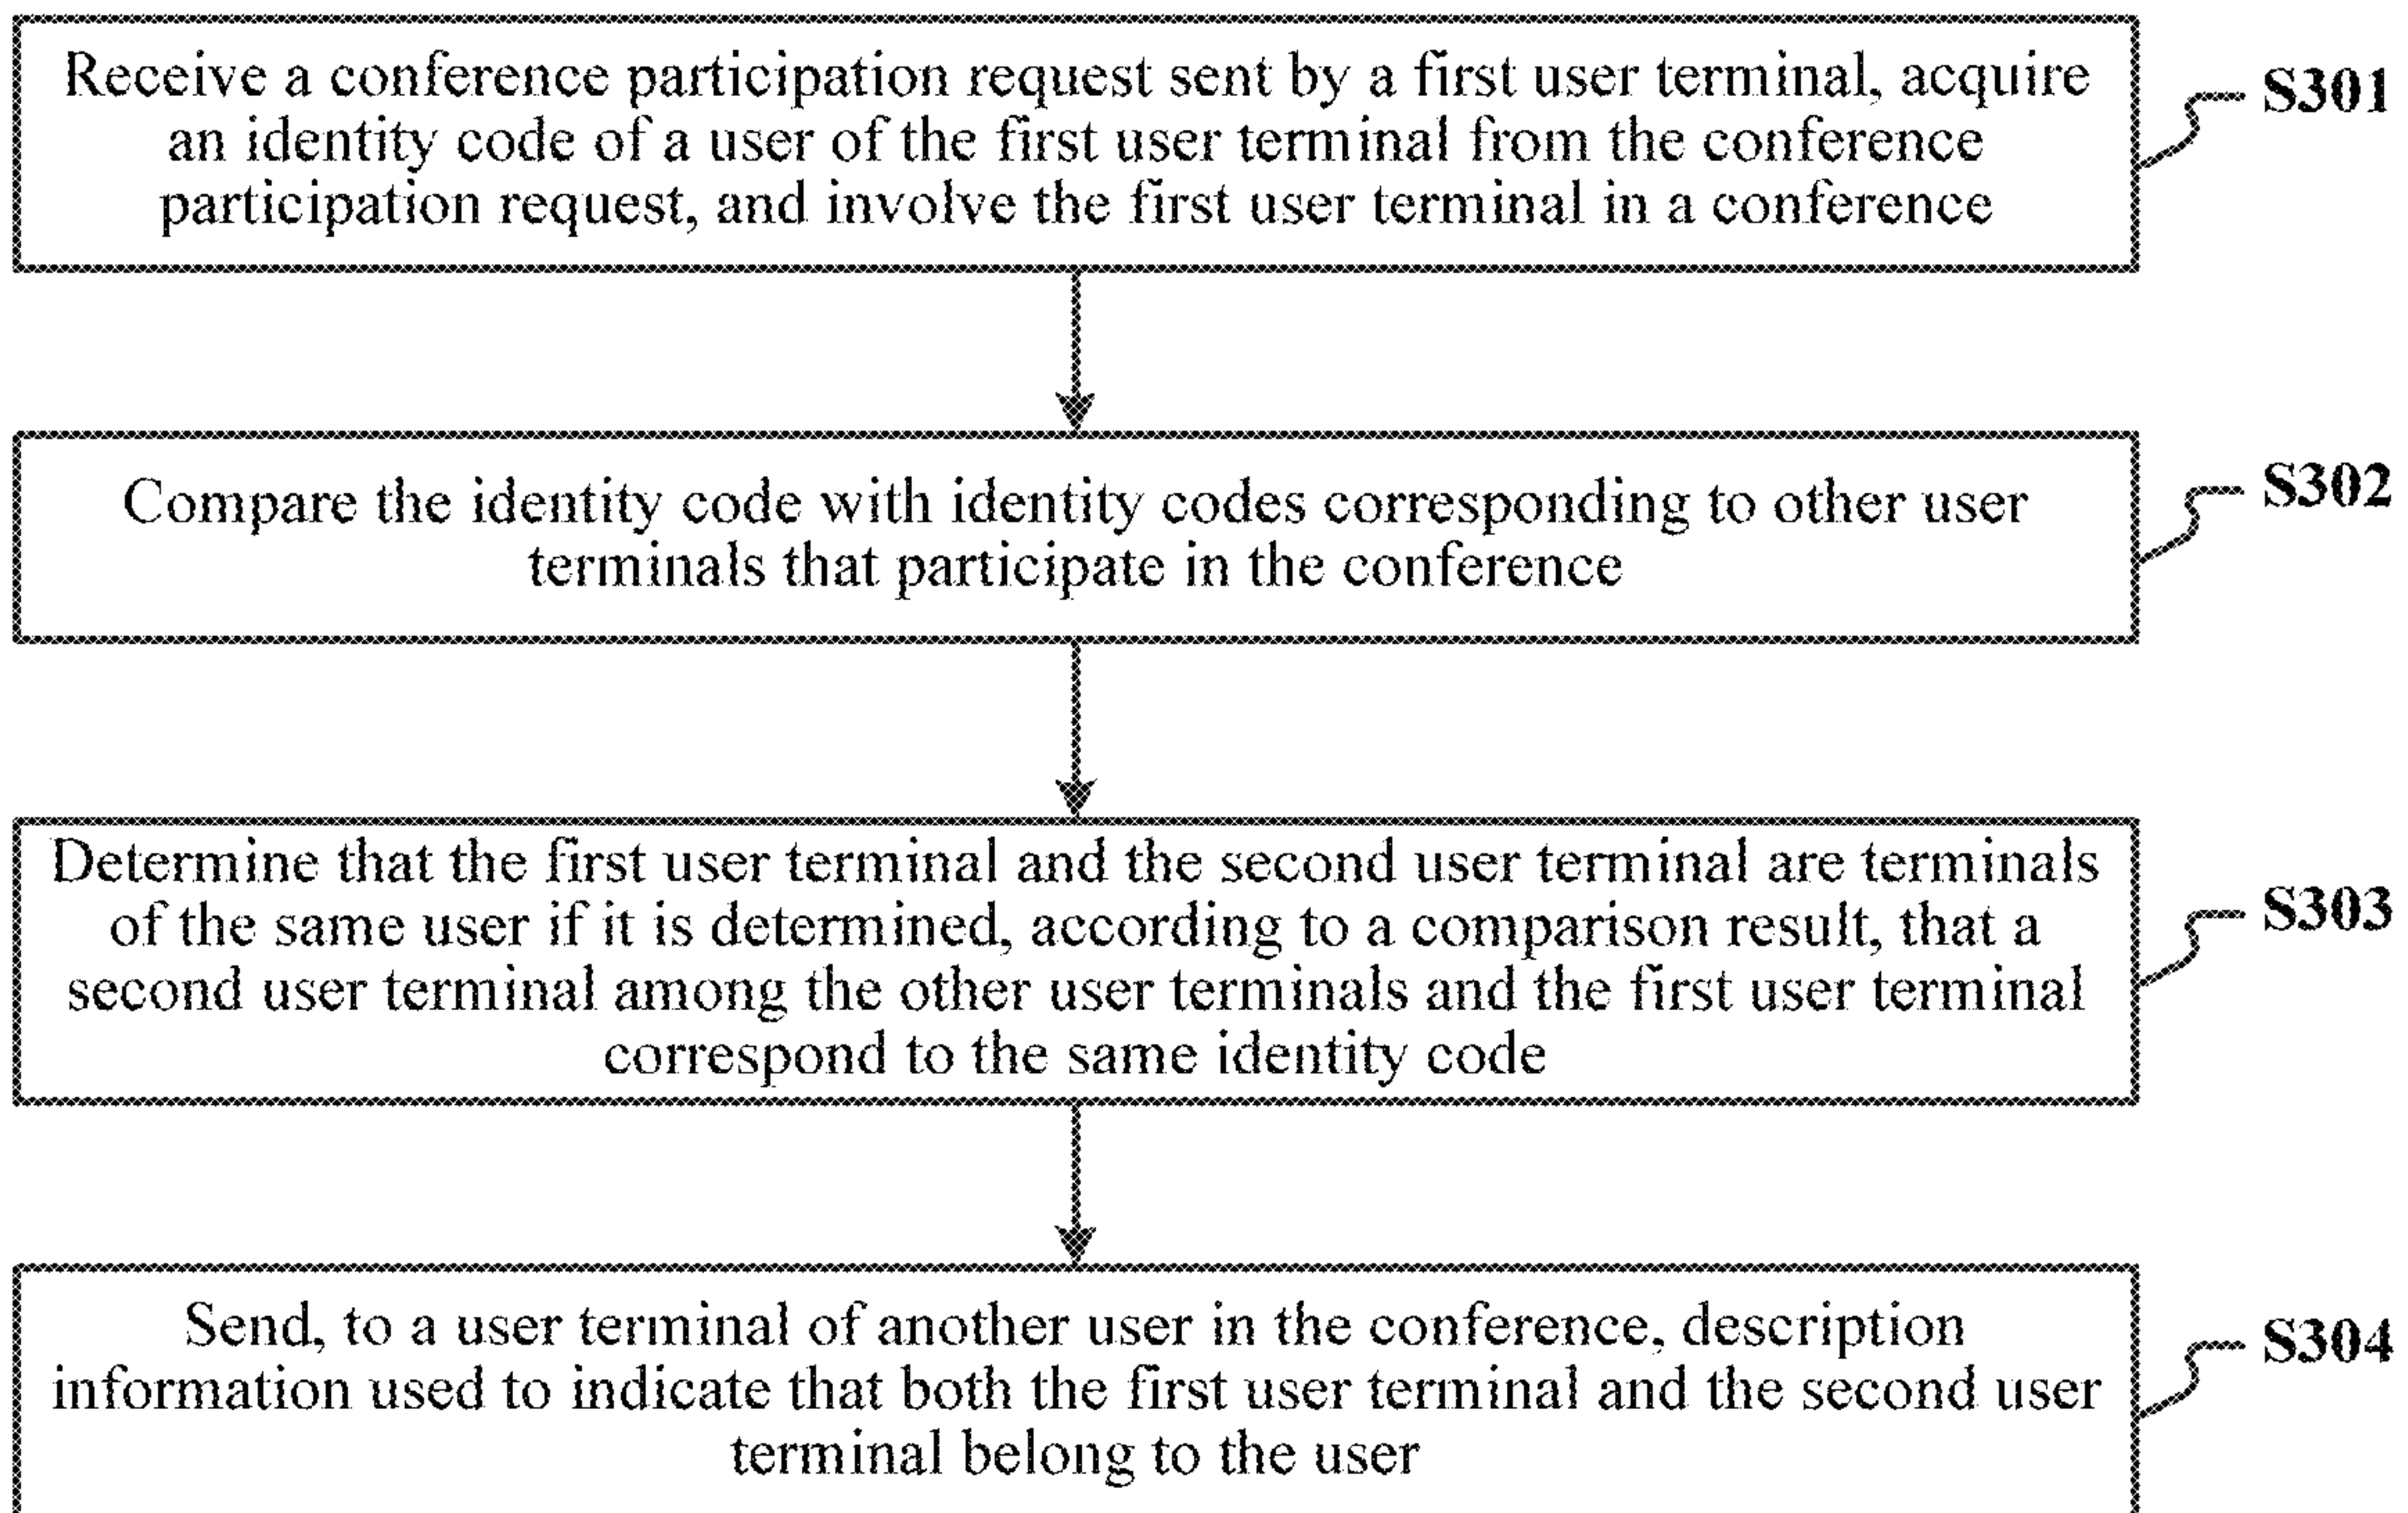 Receive a conference participation request sent by a first user terminal, acquire
an identity code of a user of the first user terminal from the conference
participation request, and involve the first user terminal in a conference
S301
Compare the identity code with identity codes corresponding to other user
terminals that participate in the conference
S302
Determine that the first user terminal and the second user terminal are terminals
of the same user if it is determined, according to a comparison result, that a
second user terminal among the other user terminals and the first user terminal
correspond to the same identity code
S303
Send, to a user terminal of another user in the conference, description
information used to indicate that both the first user terminal and the second user
terminal belong to the user
S304